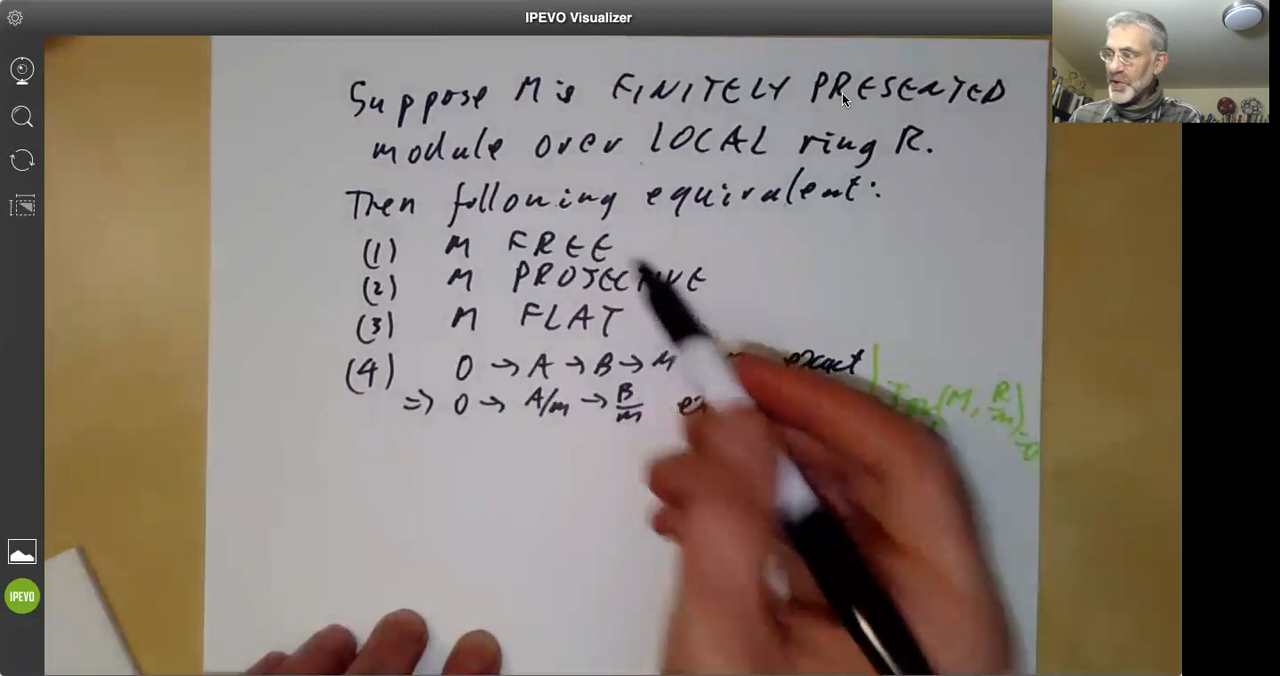 IPEVO Visualizer
Suppose M is FINITELY PRESENTED
module over LOCAL ring R.
Then following equivalent:
(1) M FREE
(2) M PROJECTIVE
(3) M FLAT
(4) 0 → A → B → M exact
⇒ 0 → A/m → B/m
(M, R/m) = 0
IPEVO